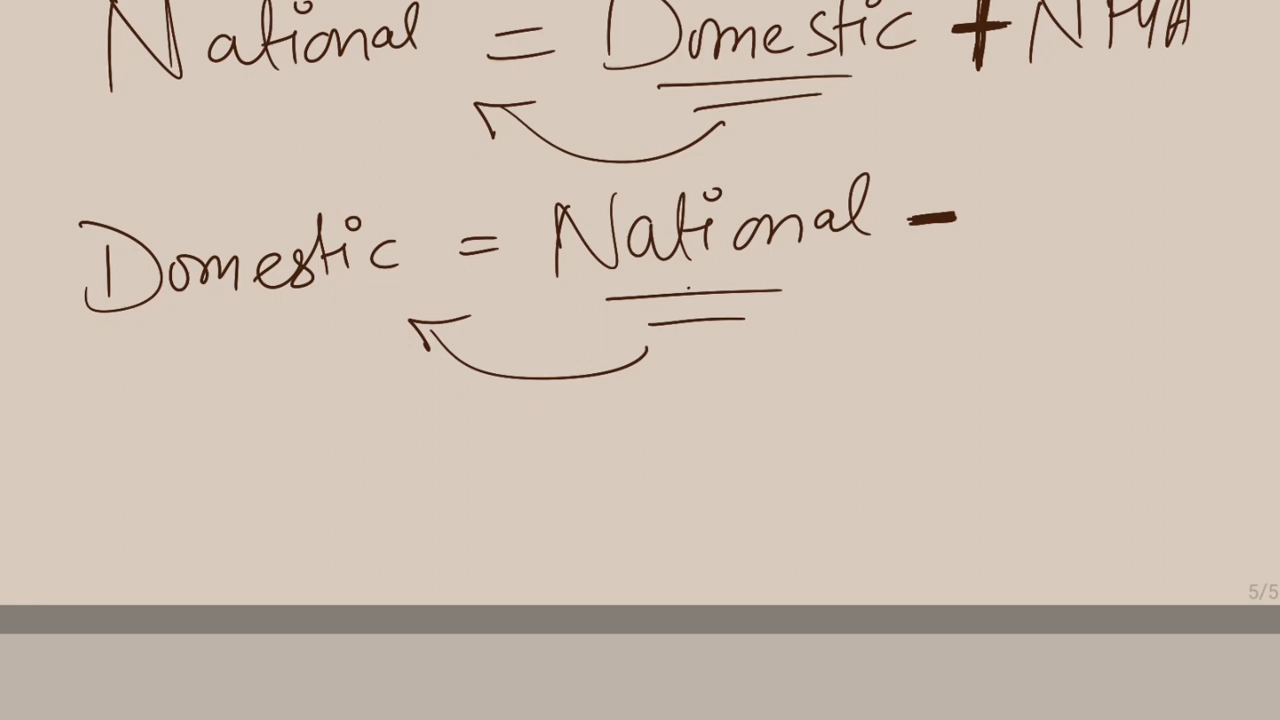 National = Domestic + NFIA
Domestic = National -
5/5